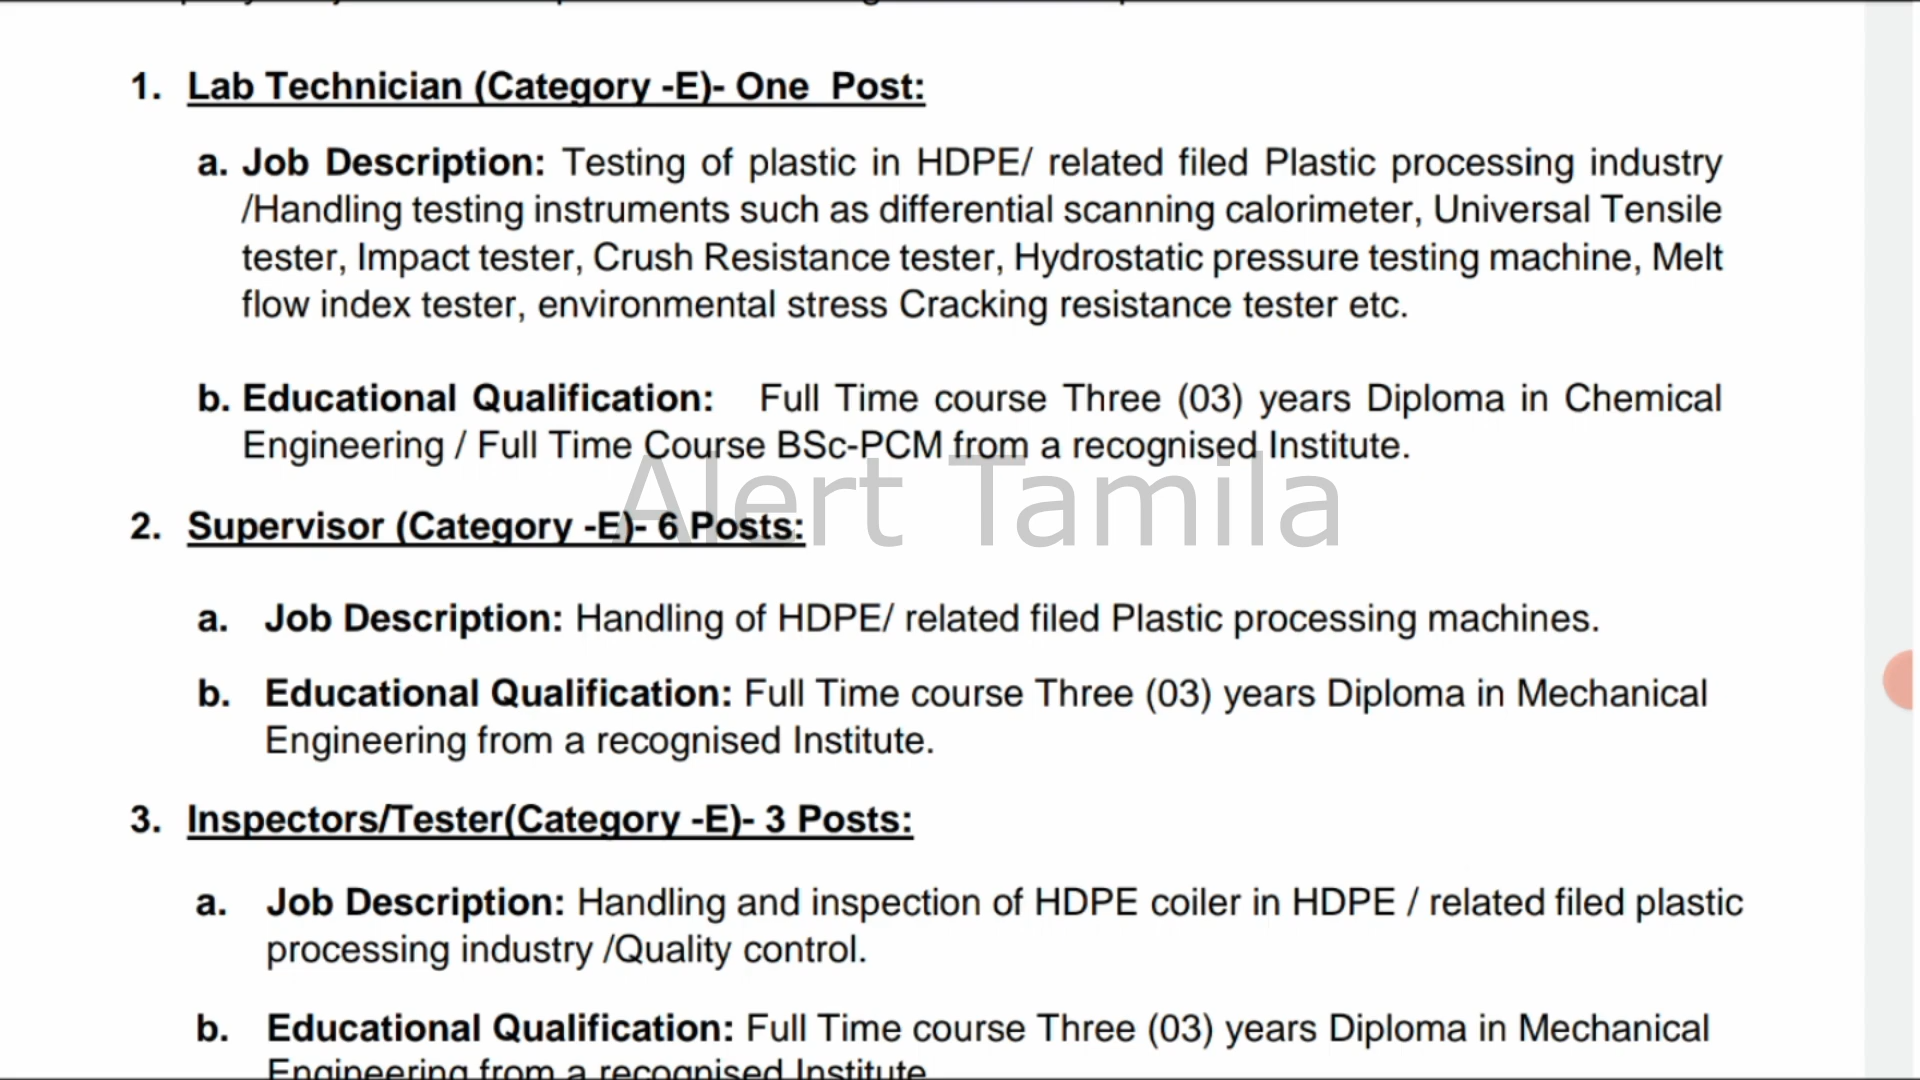 1. Lab Technician (Category -E)- One Post:
a. Job Description: Testing of plastic in HDPE/ related filed Plastic processing industry
/Handling testing instruments such as differential scanning calorimeter, Universal Tensile
tester, Impact tester, Crush Resistance tester, Hydrostatic pressure testing machine, Melt
flow index tester, environmental stress Cracking resistance tester etc.
b. Educational Qualification: Full Time course Three (03) years Diploma in Chemical
Engineering / Full Time Course BSc-PCM from a recognised Institute.
Alert Tamila
2. Supervisor (Category -E)- 6 Posts:
a. Job Description: Handling of HDPE/ related filed Plastic processing machines.
b. Educational Qualification: Full Time course Three (03) years Diploma in Mechanical
Engineering from a recognised Institute.
3. Inspectors/Tester(Category -E)- 3 Posts:
a. Job Description: Handling and inspection of HDPE coiler in HDPE / related filed plastic
processing industry /Quality control.
b. Educational Qualification: Full Time course Three (03) years Diploma in Mechanical
Engineering from a recognised Institute